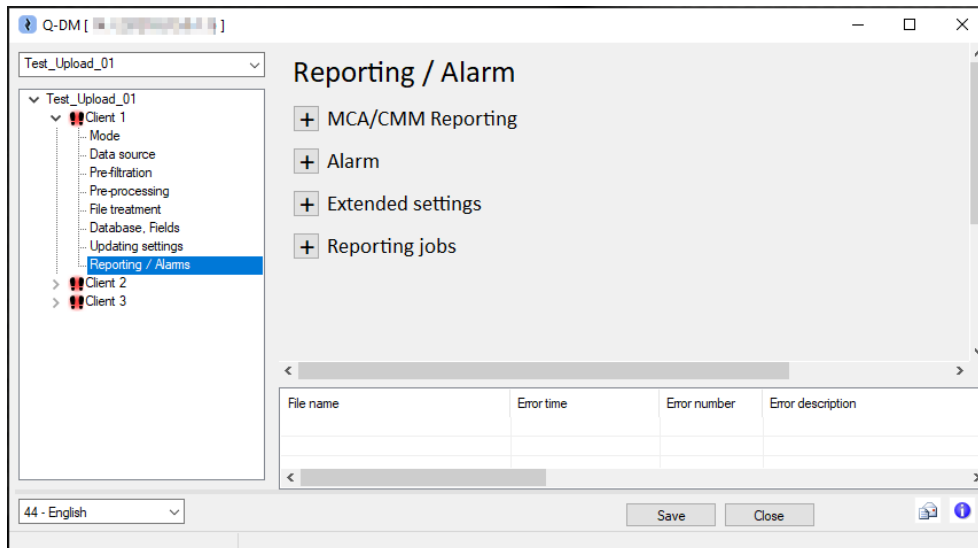 Q-DM [ ]
Test_Upload_01
Test_Upload_01
Client 1
Mode
Data source
Pre-filtration
Pre-processing
File treatment
Database, Fields
Updating settings
Reporting / Alarms
Client 2
Client 3
Reporting / Alarm
MCA/CMM Reporting
Alarm
Extended settings
Reporting jobs
File name Error time Error number Error description
44 - English
Save Close